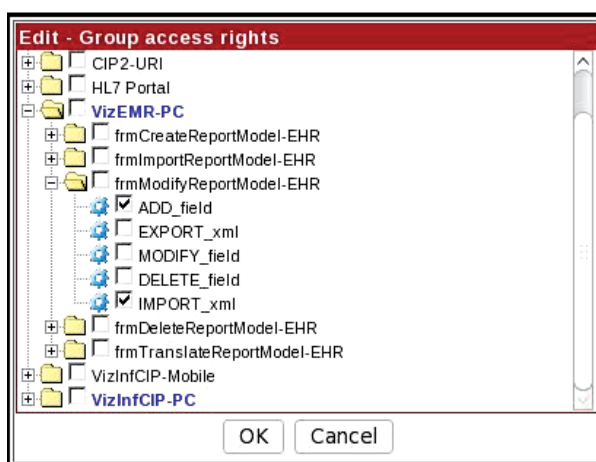 Edit - Group access rights
CIP2-URI
HL7 Portal
VizEMR-PC
frmCreateReportModel-EHR
frmImportReportModel-EHR
frmModifyReportModel-EHR
ADD_field
EXPORT_xml
MODIFY_field
DELETE_field
IMPORT_xml
frmDeleteReportModel-EHR
frmTranslateReportModel-EHR
VizInfCIP-Mobile
VizInfCIP-PC
OK Cancel